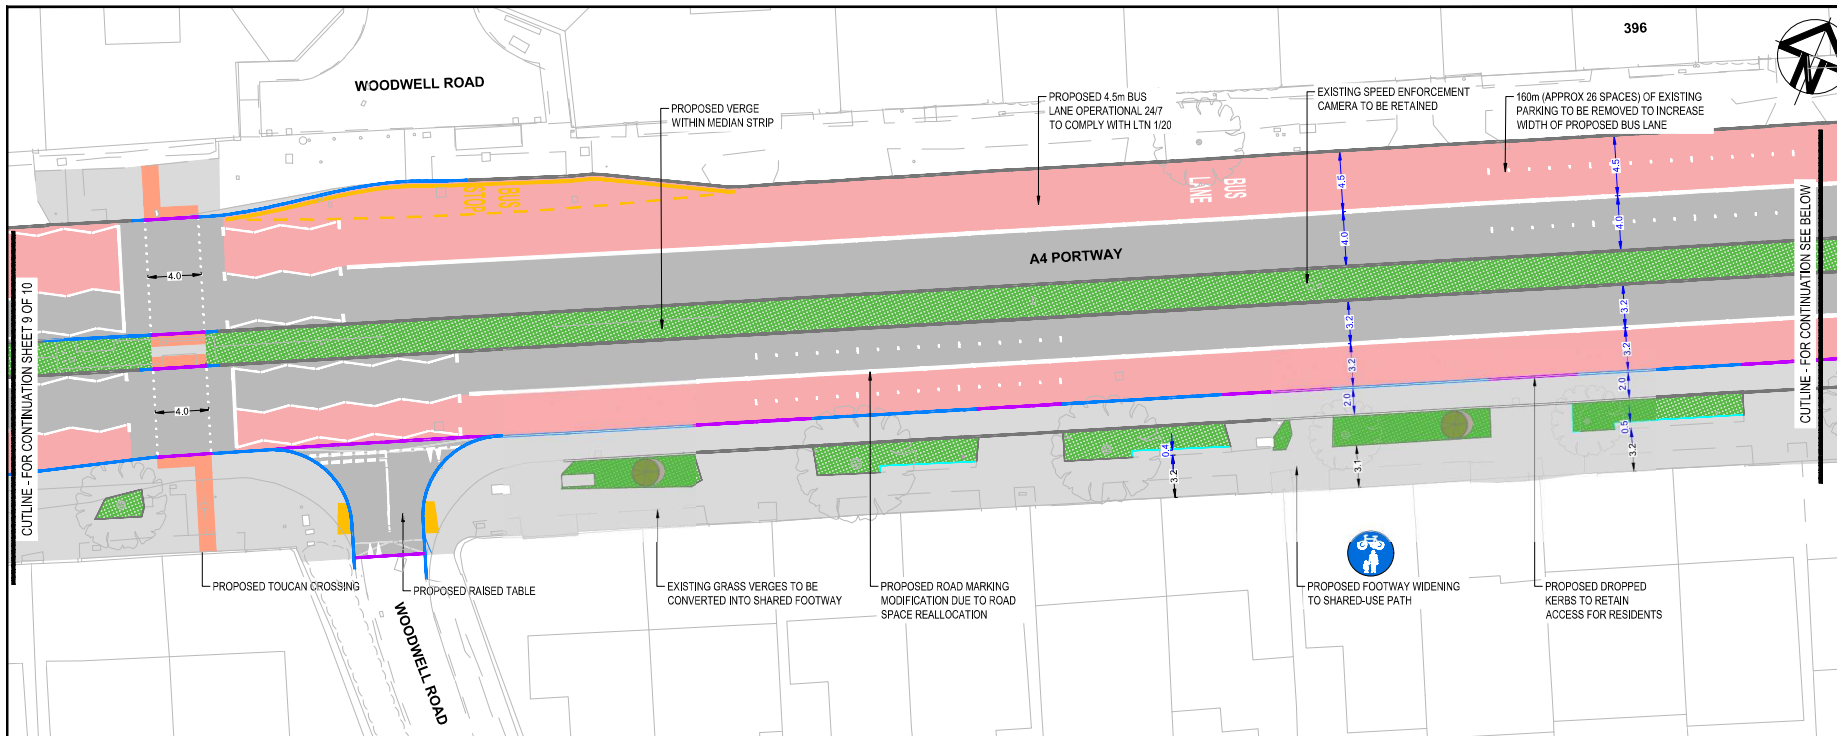 396
WOODWELL ROAD
PROPOSED VERGE
WITHIN MEDIAN STRIP
PROPOSED 4.5m BUS
LANE OPERATIONAL 24/7
TO COMPLY WITH LTN 1/20
EXISTING SPEED ENFORCEMENT
CAMERA TO BE RETAINED
160m (APPROX 26 SPACES) OF EXISTING
PARKING TO BE REMOVED TO INCREASE
WIDTH OF PROPOSED BUS LANE
N
BUS
STOP
BUS
LANE
4.5
4.5
4.0
4.0
A4 PORTWAY
4.0
4.0
3.2
3.2
3.2
3.2
2.0
2.0
0.4
3.2
3.1
0.5
3.2
CUTLINE - FOR CONTINUATION SHEET 9 OF 10
CUTLINE - FOR CONTINUATION SEE BELOW
PROPOSED TOUCAN CROSSING
PROPOSED RAISED TABLE
WOODWELL ROAD
EXISTING GRASS VERGES TO BE
CONVERTED INTO SHARED FOOTWAY
PROPOSED ROAD MARKING
MODIFICATION DUE TO ROAD
SPACE REALLOCATION
PROPOSED FOOTWAY WIDENING
TO SHARED-USE PATH
PROPOSED DROPPED
KERBS TO RETAIN
ACCESS FOR RESIDENTS